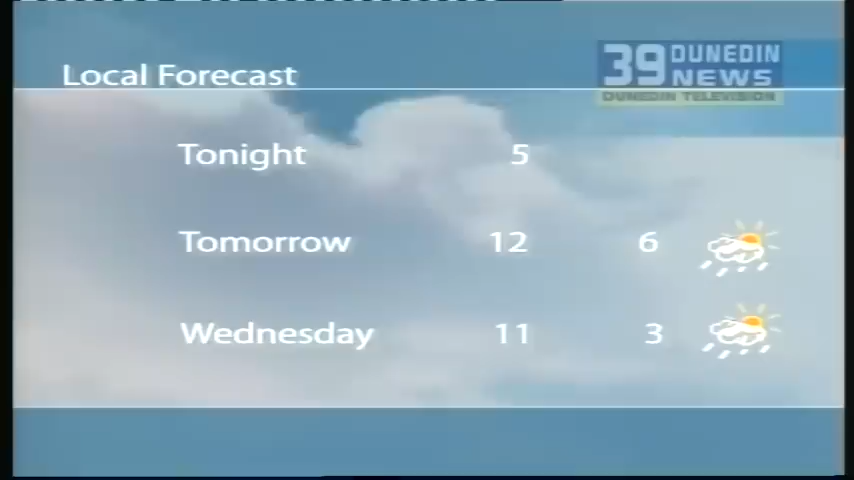 Local Forecast
39 DUNEDIN NEWS
DUNEDIN TELEVISION
Tonight 5
Tomorrow 12 6
Wednesday 11 3